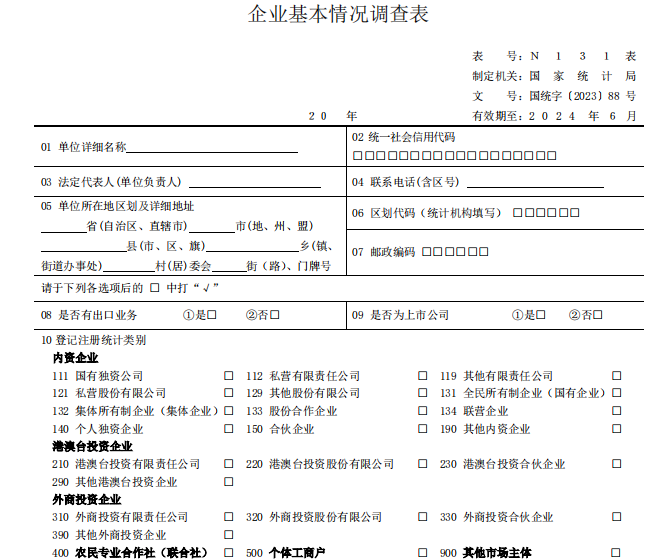 企业基本情况调查表
表 号：N 1 3 1 表
制定机关：国 家 统 计 局
文 号：国统字〔2023〕88 号
20 年 有效期至：2 0 2 4 年 6 月
01 单位详细名称____________ 02 统一社会信用代码
□□□□□□□□□□□□□□□□□□
03 法定代表人(单位负责人) ____________ 04 联系电话(含区号) ____________
05 单位所在地区划及详细地址
______省(自治区、直辖市)______市(地、州、盟) 06 区划代码（统计机构填写） □□□□□□
____________县(市、区、旗)____________乡(镇、
07 邮政编码 □□□□□□
街道办事处)______村(居)委会______街（路）、门牌号
请于下列各选项后的 □ 中打“√”
08 是否有出口业务 ①是□ ②否□ 09 是否为上市公司 ①是□ ②否□
10 登记注册统计类别
内资企业
111 国有独资公司 □ 112 私营有限责任公司 □ 119 其他有限责任公司 □
121 私营股份有限公司 □ 129 其他股份有限公司 □ 131 全民所有制企业（国有企业）□
132 集体所有制企业（集体企业）□ 133 股份合作企业 □ 134 联营企业 □
140 个人独资企业 □ 150 合伙企业 □ 190 其他内资企业 □
港澳台投资企业
210 港澳台投资有限责任公司 □ 220 港澳台投资股份有限公司 □ 230 港澳台投资合伙企业 □
290 其他港澳台投资企业 □
外商投资企业
310 外商投资有限责任公司 □ 320 外商投资股份有限公司 □ 330 外商投资合伙企业 □
390 其他外商投资企业 □
400 农民专业合作社（联合社） □ 500 个体工商户 □ 900 其他市场主体 □